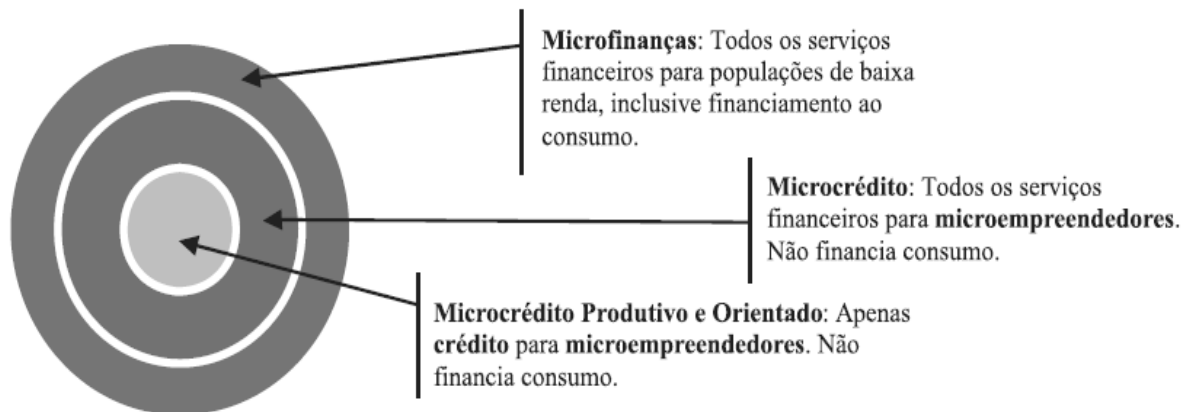 Microfinanças: Todos os serviços
financeiros para populações de baixa
renda, inclusive financiamento ao
consumo.
Microcrédito: Todos os serviços
financeiros para microempreendedores.
Não financia consumo.
Microcrédito Produtivo e Orientado: Apenas
crédito para microempreendedores. Não
financia consumo.